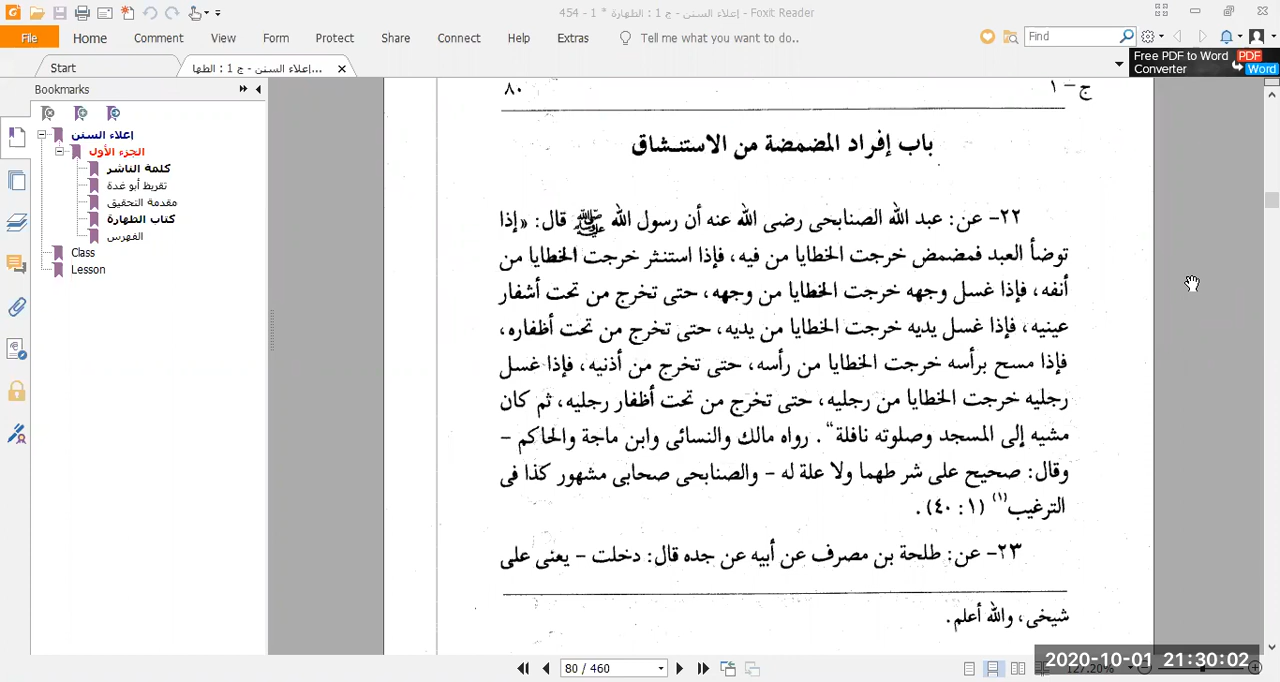 إعلاء السنن - ج 1 : الطهارة * 1 - 454 - Foxit Reader
File Home Comment View Form Protect Share Connect Help Extras Tell me what you want to do.. Find
Start
إعلاء السنن - ج 1 : الطها...
Free PDF to Word Converter
PDF
Word
Bookmarks
إعلاء السنن
الجزء الأول
كلمة الناشر
تقريظ أبو غدة
مقدمة التحقيق
كتاب الطهارة
الفهرس
Class
Lesson
ج - ١ ٨٠
باب إفراد المضمضة من الاستنشاق
٢٢- عن: عبد الله الصنابحى رضى الله عنه أن رسول الله ﷺ قال: «إذا
توضأ العبد فمضمض خرجت الخطايا من فيه، فإذا استنثر خرجت الخطايا من
أنفه، فإذا غسل وجهه خرجت الخطايا من وجهه، حتى تخرج من تحت أشفار
عينيه، فإذا غسل يديه خرجت الخطايا من يديه، حتى تخرج من تحت أظفاره،
فإذا مسح برأسه خرجت الخطايا من رأسه، حتى تخرج من أذنيه، فإذا غسل
رجليه خرجت الخطايا من رجليه، حتى تخرج من تحت أظفار رجليه، ثم كان
مشيه إلى المسجد وصلوته نافلة“. رواه مالك والنسائى وابن ماجة والحاكم -
وقال: صحيح على شر طهما ولا علة له - والصنابحى صحابى مشهور كذا فى
الترغيب(١) (١: ٤٠).
٢٣- عن: طلحة بن مصرف عن أبيه عن جده قال: دخلت - يعنى على
شيخى، والله أعلم.
80 / 460
127.20%
2020-10-01 21:30:02